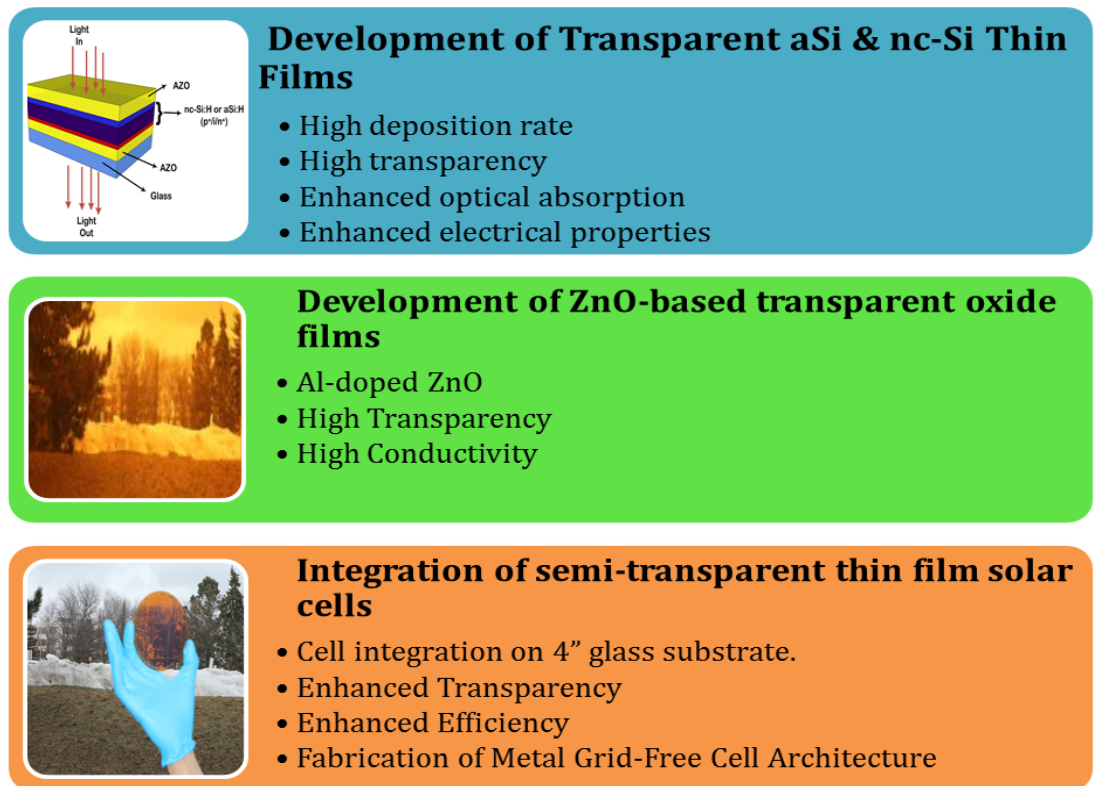 Light
In
AZO
nc-Si:H or aSi:H
(p⁺/i/n⁺)
AZO
Glass
Light
Out
Development of Transparent aSi & nc-Si Thin
Films
• High deposition rate
• High transparency
• Enhanced optical absorption
• Enhanced electrical properties
Development of ZnO-based transparent oxide
films
• Al-doped ZnO
• High Transparency
• High Conductivity
Integration of semi-transparent thin film solar
cells
• Cell integration on 4” glass substrate.
• Enhanced Transparency
• Enhanced Efficiency
• Fabrication of Metal Grid-Free Cell Architecture